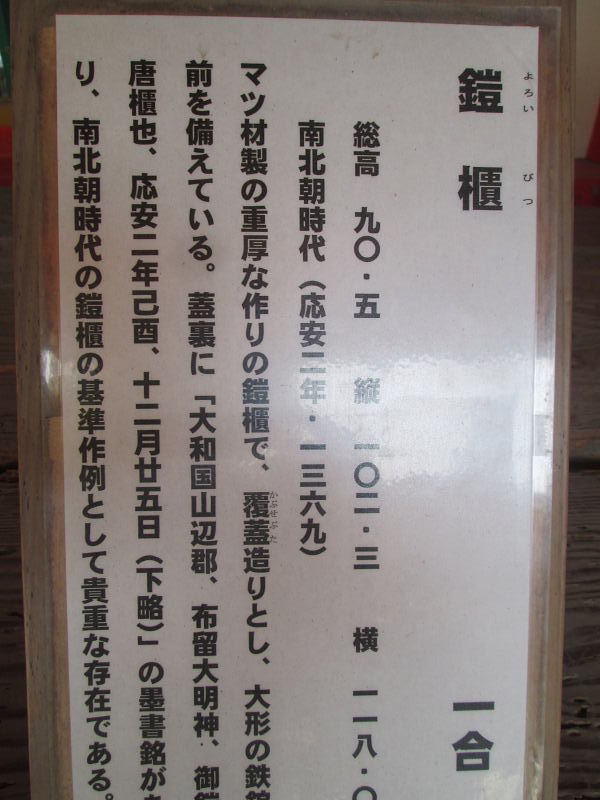 よろい びつ
鎧櫃 一合
総高 九〇・五 縦 一〇二・三 横 一一八・〇
南北朝時代（応安二年・一三六九）
かぶせぶた
マツ材製の重厚な作りの鎧櫃で、覆蓋造りとし、大形の鉄錠
前を備えている。蓋裏に「大和国山辺郡、布留大明神、御鎧
唐櫃也、応安二年己酉、十二月廿五日（下略）」の墨書銘があ
り、南北朝時代の鎧櫃の基準作例として貴重な存在である。